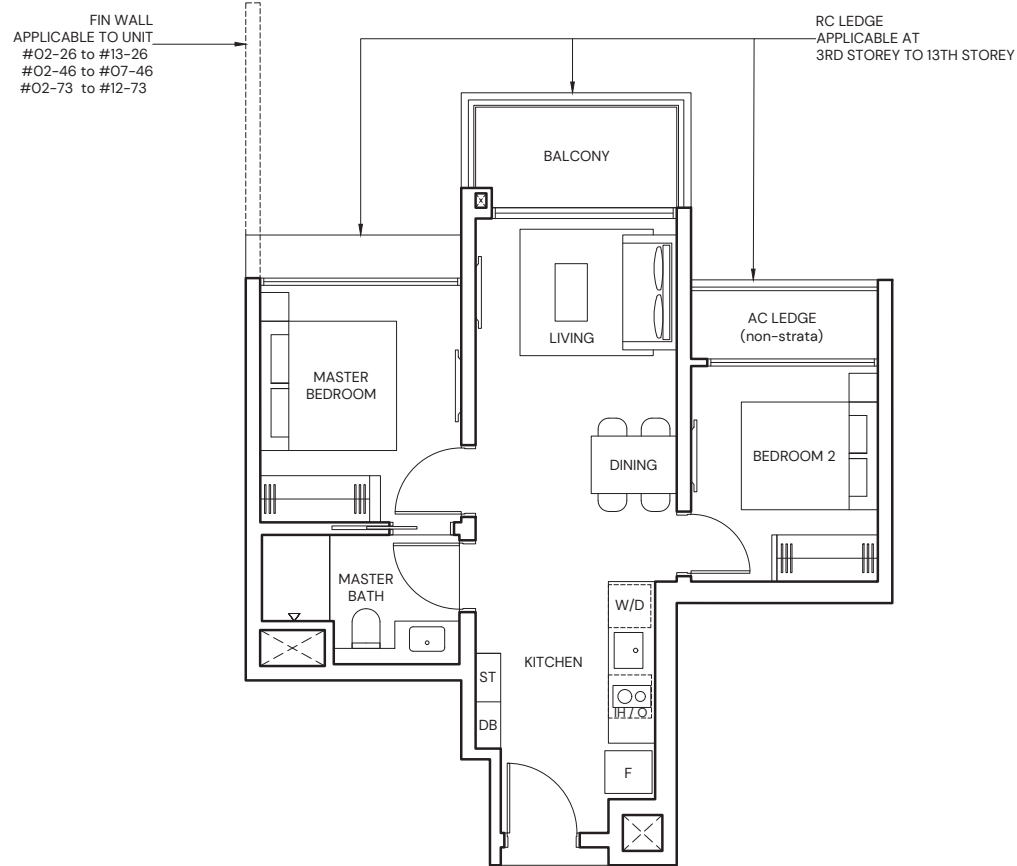 FIN WALL
APPLICABLE TO UNIT
#02-26 to #13-26
#02-46 to #07-46
#02-73 to #12-73
RC LEDGE
APPLICABLE AT
3RD STOREY TO 13TH STOREY
BALCONY
LIVING
AC LEDGE
(non-strata)
MASTER
BEDROOM
DINING
BEDROOM 2
MASTER
BATH
W/D
KITCHEN
ST
IH / O
DB
F